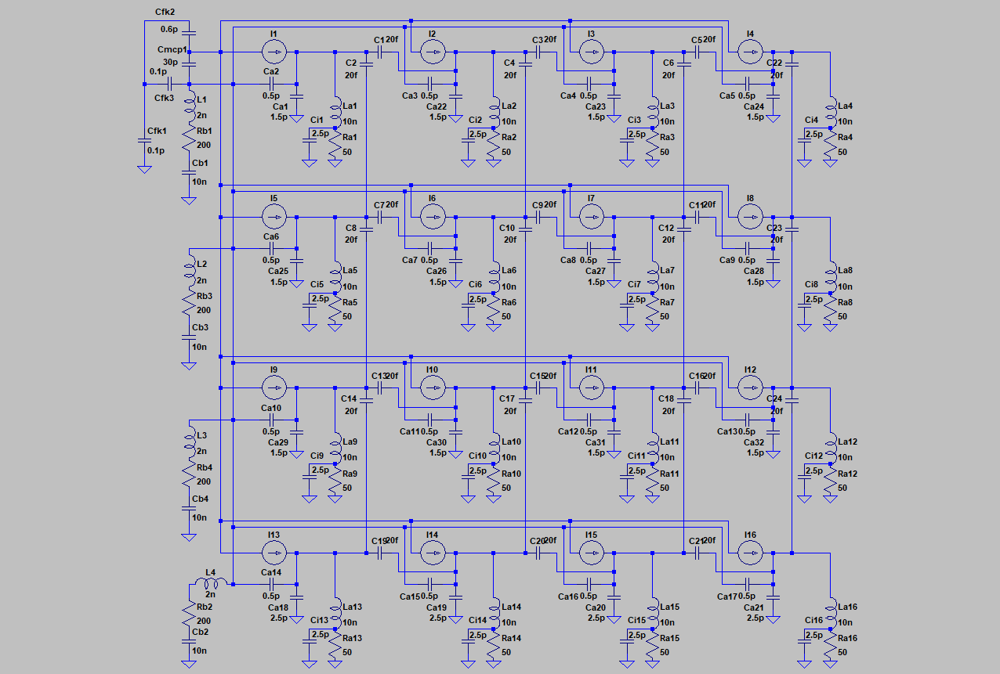 Cfk2
0.6p
Cmcp1
30p
0.1p
Cfk3
L1
2n
Cfk1
0.1p
Rb1
200
Cb1
10n
I1
C1 20f
I2
C3 20f
I3
C5 20f
I4
C2
20f
C4
20f
C6
20f
C22
20f
Ca2
0.5p
Ca1
1.5p
Ca3 0.5p
Ca22
1.5p
Ca4 0.5p
Ca23
1.5p
Ca5 0.5p
Ca24
1.5p
La1
10n
La2
10n
La3
10n
La4
10n
Ci1
2.5p
Ra1
50
Ci2
2.5p
Ra2
50
Ci3
2.5p
Ra3
50
Ci4
2.5p
Ra4
50
I5
C7 20f
I6
C9 20f
I7
C11 20f
I8
C8
20f
C10
20f
C12
20f
C23
20f
L2
2n
Rb3
200
Cb3
10n
Ca6
0.5p
Ca25
1.5p
Ca7 0.5p
Ca26
1.5p
Ca8 0.5p
Ca27
1.5p
Ca9 0.5p
Ca28
1.5p
La5
10n
La6
10n
La7
10n
La8
10n
Ci5
2.5p
Ra5
50
Ci6
2.5p
Ra6
50
Ci7
2.5p
Ra7
50
Ci8
2.5p
Ra8
50
I9
C13 20f
I10
C15 20f
I11
C16 20f
I12
C14
20f
C17
20f
C18
20f
C24
20f
L3
2n
Rb4
200
Cb4
10n
Ca10
0.5p
Ca29
1.5p
Ca11 0.5p
Ca30
1.5p
Ca12 0.5p
Ca31
1.5p
Ca13 0.5p
Ca32
1.5p
La9
10n
La10
10n
La11
10n
La12
10n
Ci9
2.5p
Ra9
50
Ci10
2.5p
Ra10
50
Ci11
2.5p
Ra11
50
Ci12
2.5p
Ra12
50
I13
C19 20f
I14
C20 20f
I15
C21 20f
I16
L4
2n
Rb2
200
Cb2
10n
Ca14
0.5p
Ca18
2.5p
Ca15 0.5p
Ca19
2.5p
Ca16 0.5p
Ca20
2.5p
Ca17 0.5p
Ca21
2.5p
La13
10n
La14
10n
La15
10n
La16
10n
Ci13
2.5p
Ra13
50
Ci14
2.5p
Ra14
50
Ci15
2.5p
Ra15
50
Ci16
2.5p
Ra16
50